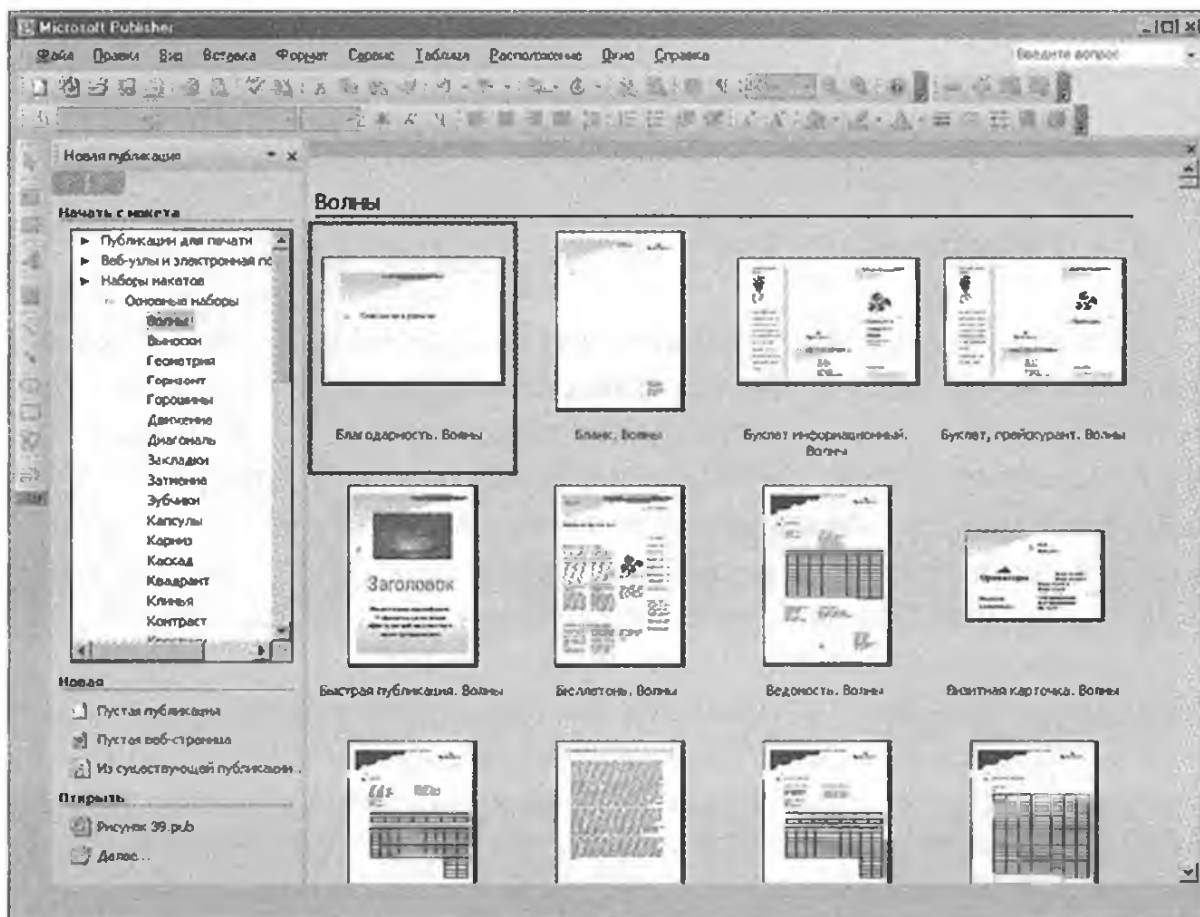 Microsoft Publisher
Файл Правка Вид Вставка Формат Сервис Таблица Расположение Окно Справка
Введите вопрос
Новая публикация
Начать с макета
Публикации для печати
Веб-узлы и электронная по
Наборы макетов
Основные наборы
Волны
Выноски
Геометрия
Горизонт
Горошины
Движение
Диагональ
Закладки
Затмение
Зубчики
Капсулы
Карниз
Каскад
Квадрант
Клинья
Контраст
Новая
Пустая публикация
Пустая веб-страница
Из существующей публикации...
Открыть
Рисунок 39.pub
Далее...
Волны
Благодарность. Волны
Бланк. Волны
Буклет информационный. Волны
Буклет, прейскурант. Волны
Заголовок
Быстрая публикация. Волны
Бюллетень. Волны
Ведомость. Волны
Организация
Визитная карточка. Волны